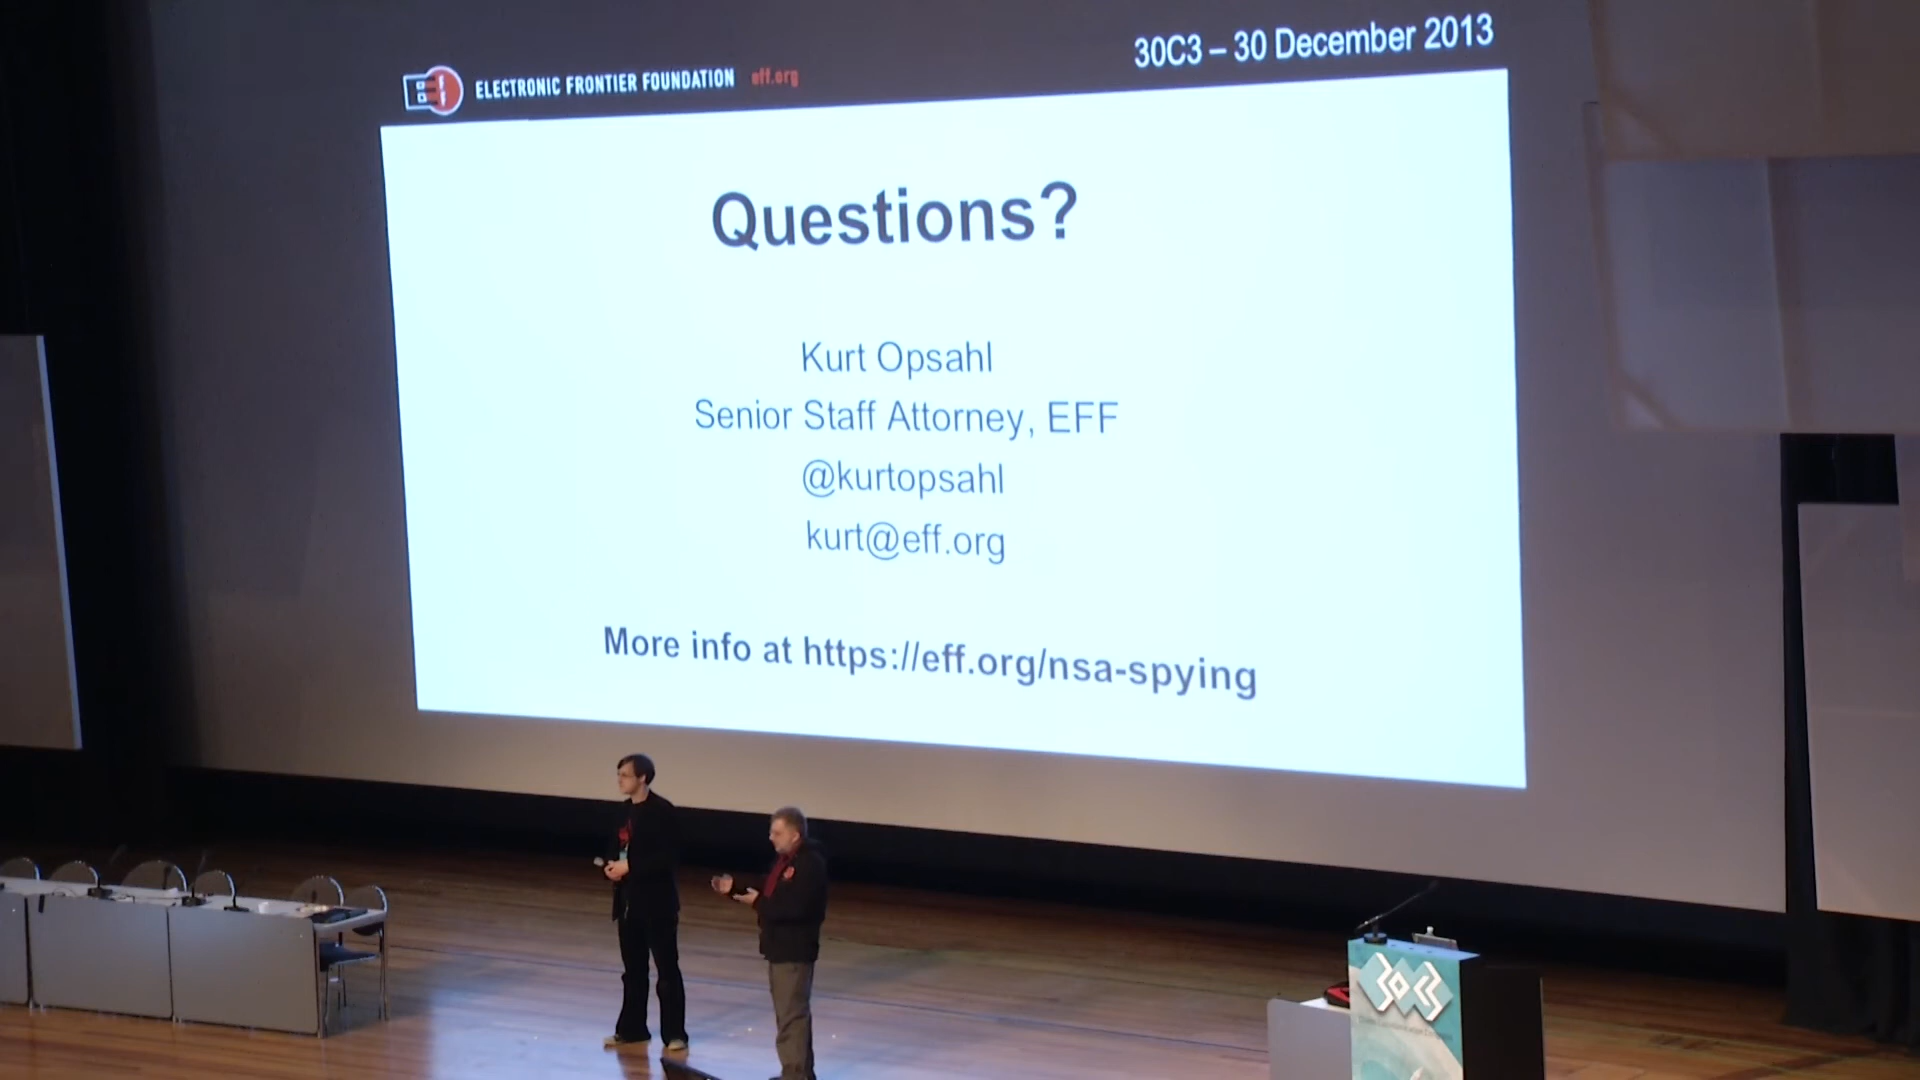 30C3 – 30 December 2013
ELECTRONIC FRONTIER FOUNDATION eff.org
Questions?
Kurt Opsahl
Senior Staff Attorney, EFF
@kurtopsahl
kurt@eff.org
More info at https://eff.org/nsa-spying
30C3